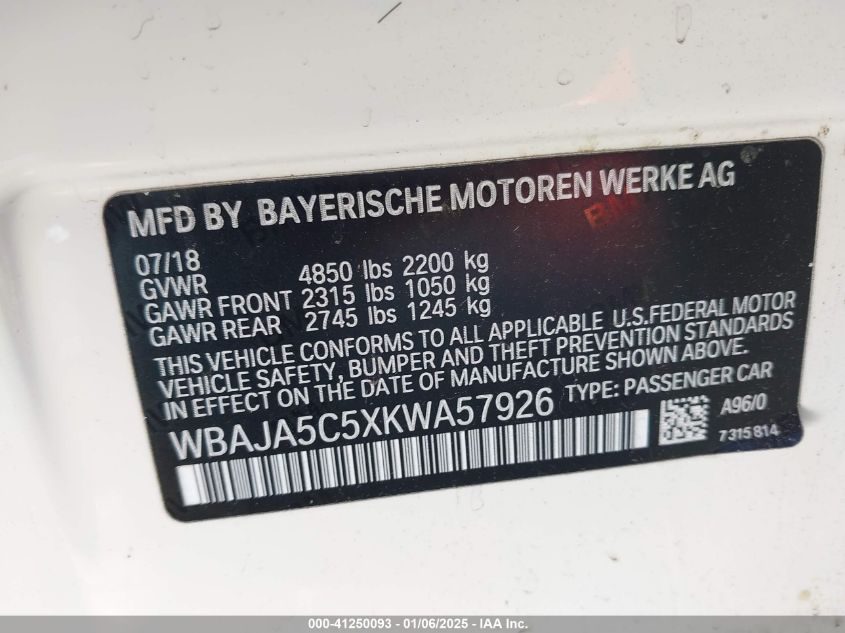 MFD BY BAYERISCHE MOTOREN WERKE AG
07/18
GVWR 4850 lbs 2200 kg
GAWR FRONT 2315 lbs 1050 kg
GAWR REAR 2745 lbs 1245 kg
THIS VEHICLE CONFORMS TO ALL APPLICABLE U.S.FEDERAL MOTOR
VEHICLE SAFETY, BUMPER AND THEFT PREVENTION STANDARDS
IN EFFECT ON THE DATE OF MANUFACTURE SHOWN ABOVE.
WBAJA5C5XKWA57926 TYPE: PASSENGER CAR
A96/0
7315814
000-41250093 - 01/06/2025 - IAA Inc.